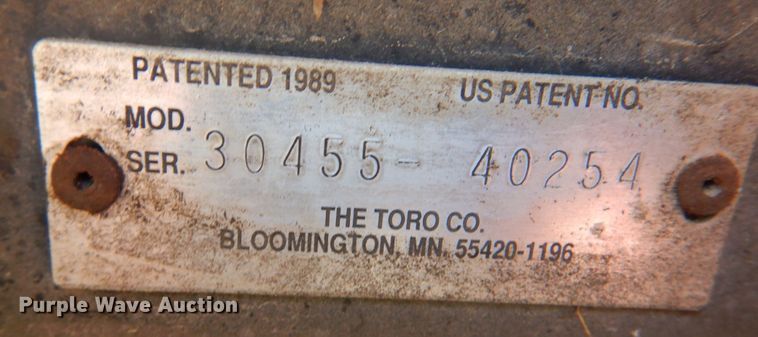 PATENTED 1989 US PATENT NO.
MOD.
SER. 30455- 40254
THE TORO CO.
BLOOMINGTON, MN. 55420-1196
Purple Wave Auction